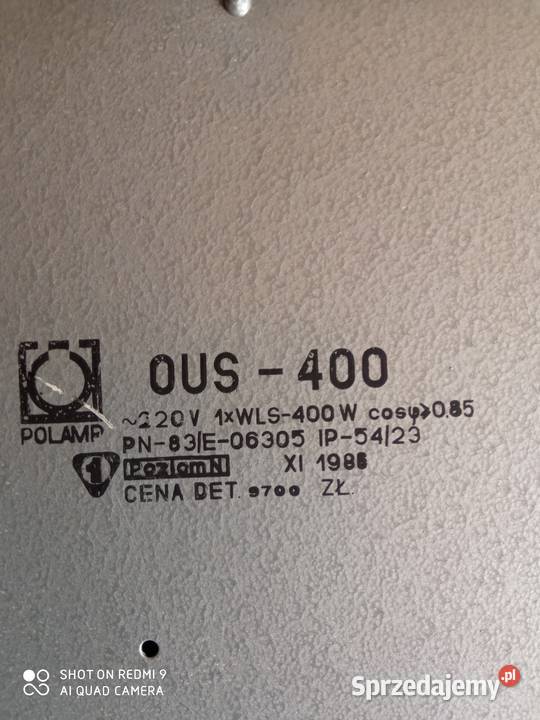 OUS - 400
POLAMP
~220V 1xWLS-400W cosφ⩾0.85
PN-83/E-06305 IP-54/23
1 Poziom N XI 1986
CENA DET. 9700 ZŁ.
SHOT ON REDMI 9
AI QUAD CAMERA
Sprzedajemy.pl